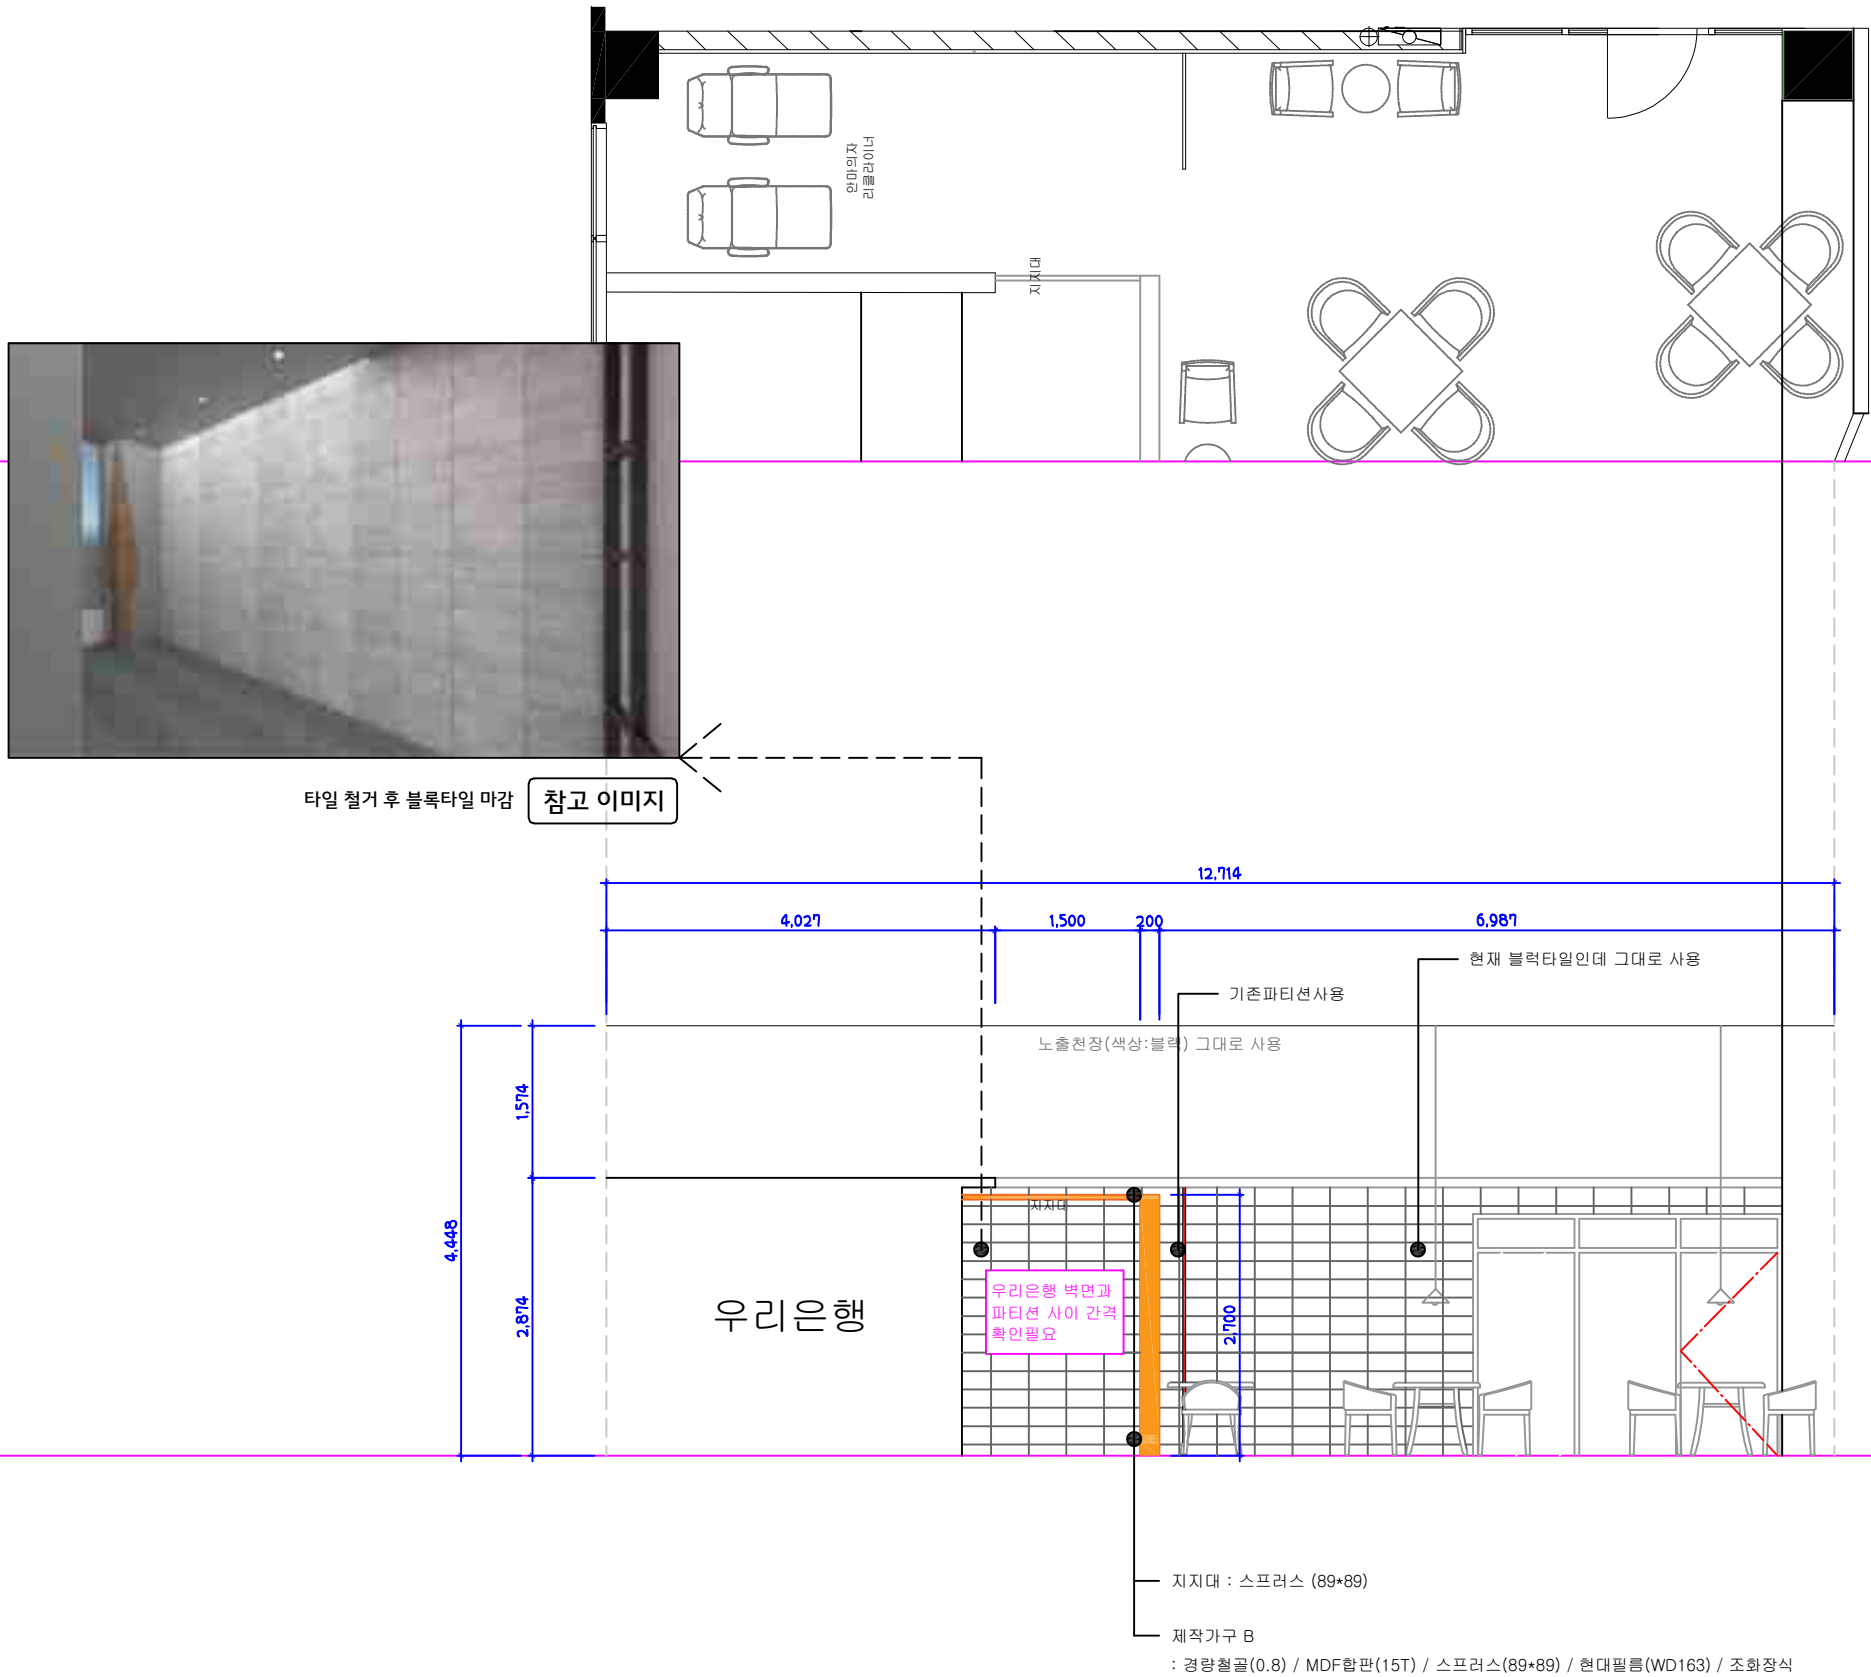 안마의자
리클라이너
지지대
타일 철거 후 블록타일 마감
참고 이미지
12,714
4,027
1,500
200
6,987
현재 블럭타일인데 그대로 사용
기존파티션사용
노출천장(색상:블랙) 그대로 사용
1,574
4,448
2,874
지지대
우리은행
우리은행 벽면과
파티션 사이 간격
확인필요
2,700
지지대 : 스프러스 (89*89)
제작가구 B
: 경량철골(0.8) / MDF합판(15T) / 스프러스(89*89) / 현대필름(WD163) / 조화장식